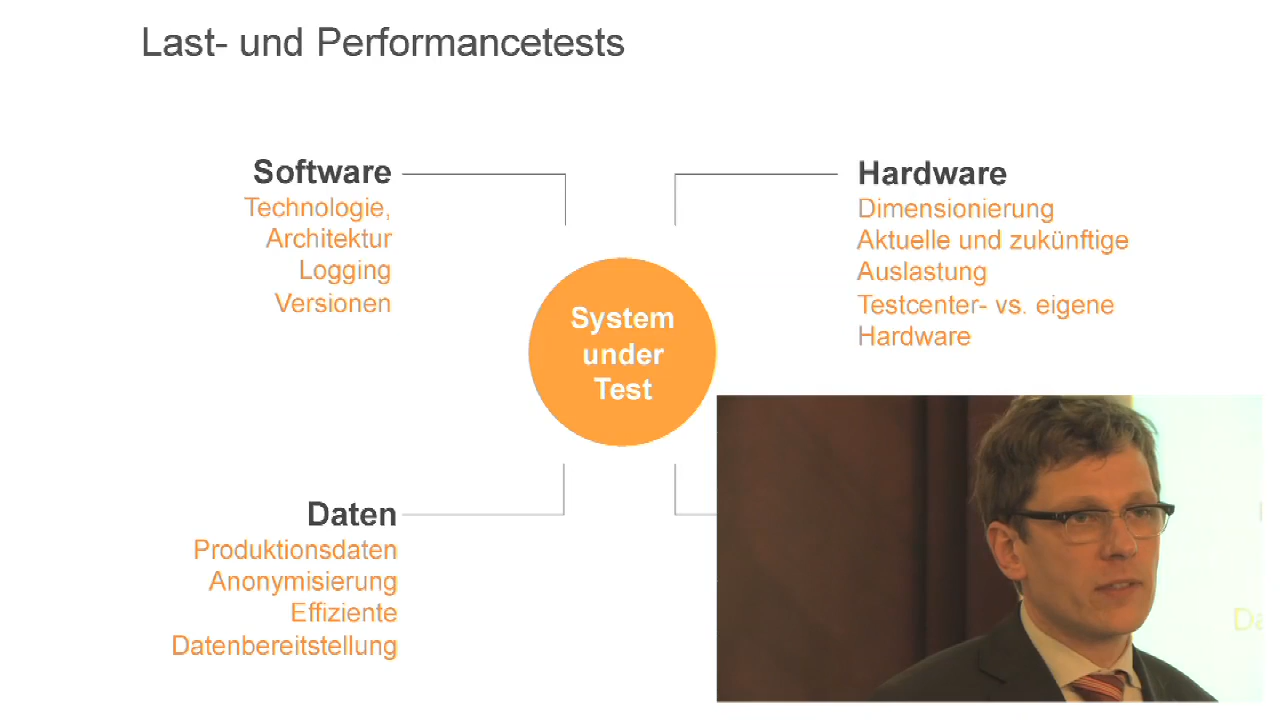 Last- und Performancetests
Software
Technologie,
Architektur
Logging
Versionen
Hardware
Dimensionierung
Aktuelle und zukünftige
Auslastung
Testcenter- vs. eigene
Hardware
System
under
Test
Daten
Produktionsdaten
Anonymisierung
Effiziente
Datenbereitstellung